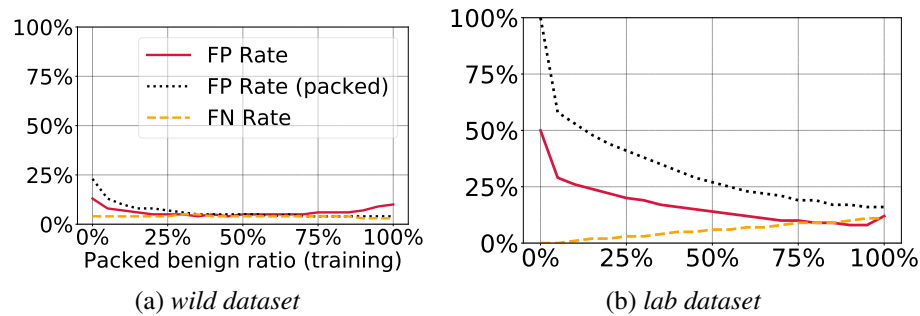 100%
75%
50%
25%
0%
FP Rate
FP Rate (packed)
FN Rate
0% 25% 50% 75% 100%
Packed benign ratio (training)
(a) wild dataset
100%
75%
50%
25%
0%
0% 25% 50% 75% 100%
(b) lab dataset